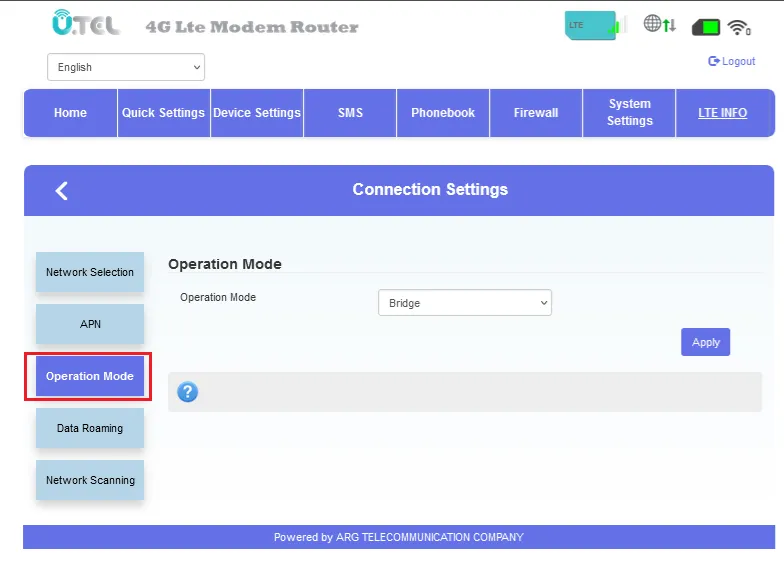 U.TEL 4G Lte Modem Router
LTE
English
Logout
Home
Quick Settings
Device Settings
SMS
Phonebook
Firewall
System
Settings
LTE INFO
Connection Settings
Network Selection
APN
Operation Mode
Data Roaming
Network Scanning
Operation Mode
Operation Mode
Bridge
Apply
?
Powered by ARG TELECOMMUNICATION COMPANY